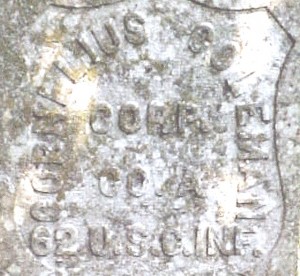 CORNELIUS COLEMAN
CORPL
CO. A
62 U.S.C. INF.